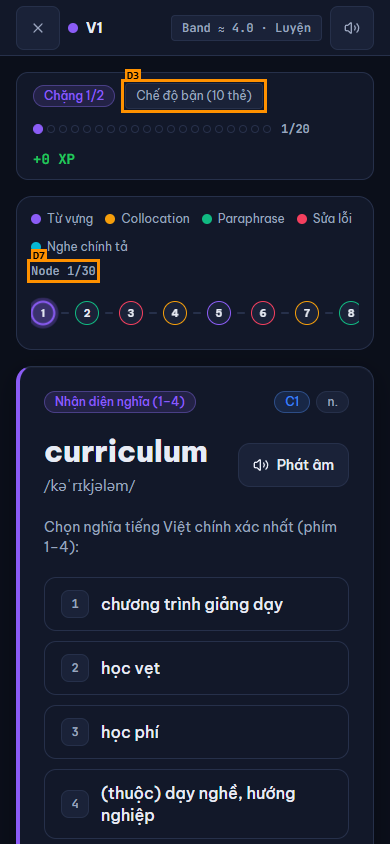 V1
Band ≈ 4.0 · Luyện
D3
Chặng 1/2
Chế độ bận (10 thẻ)
1/20
+0 XP
Từ vựng
Collocation
Paraphrase
Sửa lỗi
Nghe chính tả
D7
Node 1/30
1 2 3 4 5 6 7 8
Nhận diện nghĩa (1–4)
C1
n.
curriculum
/kəˈrɪkjələm/
Phát âm
Chọn nghĩa tiếng Việt chính xác nhất (phím
1–4):
1 chương trình giảng dạy
2 học vẹt
3 học phí
4 (thuộc) dạy nghề, hướng
nghiệp